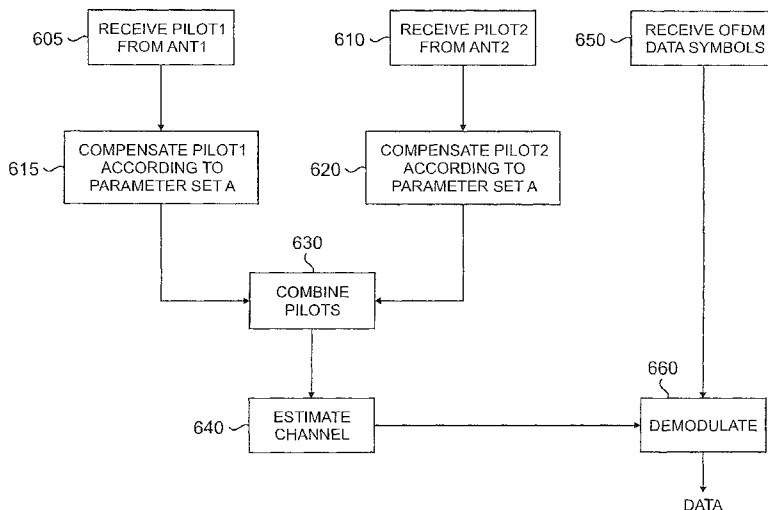 605
RECEIVE PILOT1
FROM ANT1
610
RECEIVE PILOT2
FROM ANT2
650
RECEIVE OFDM
DATA SYMBOLS
615
COMPENSATE PILOT1
ACCORDING TO
PARAMETER SET A
620
COMPENSATE PILOT2
ACCORDING TO
PARAMETER SET A
630
COMBINE
PILOTS
640
ESTIMATE
CHANNEL
660
DEMODULATE
DATA